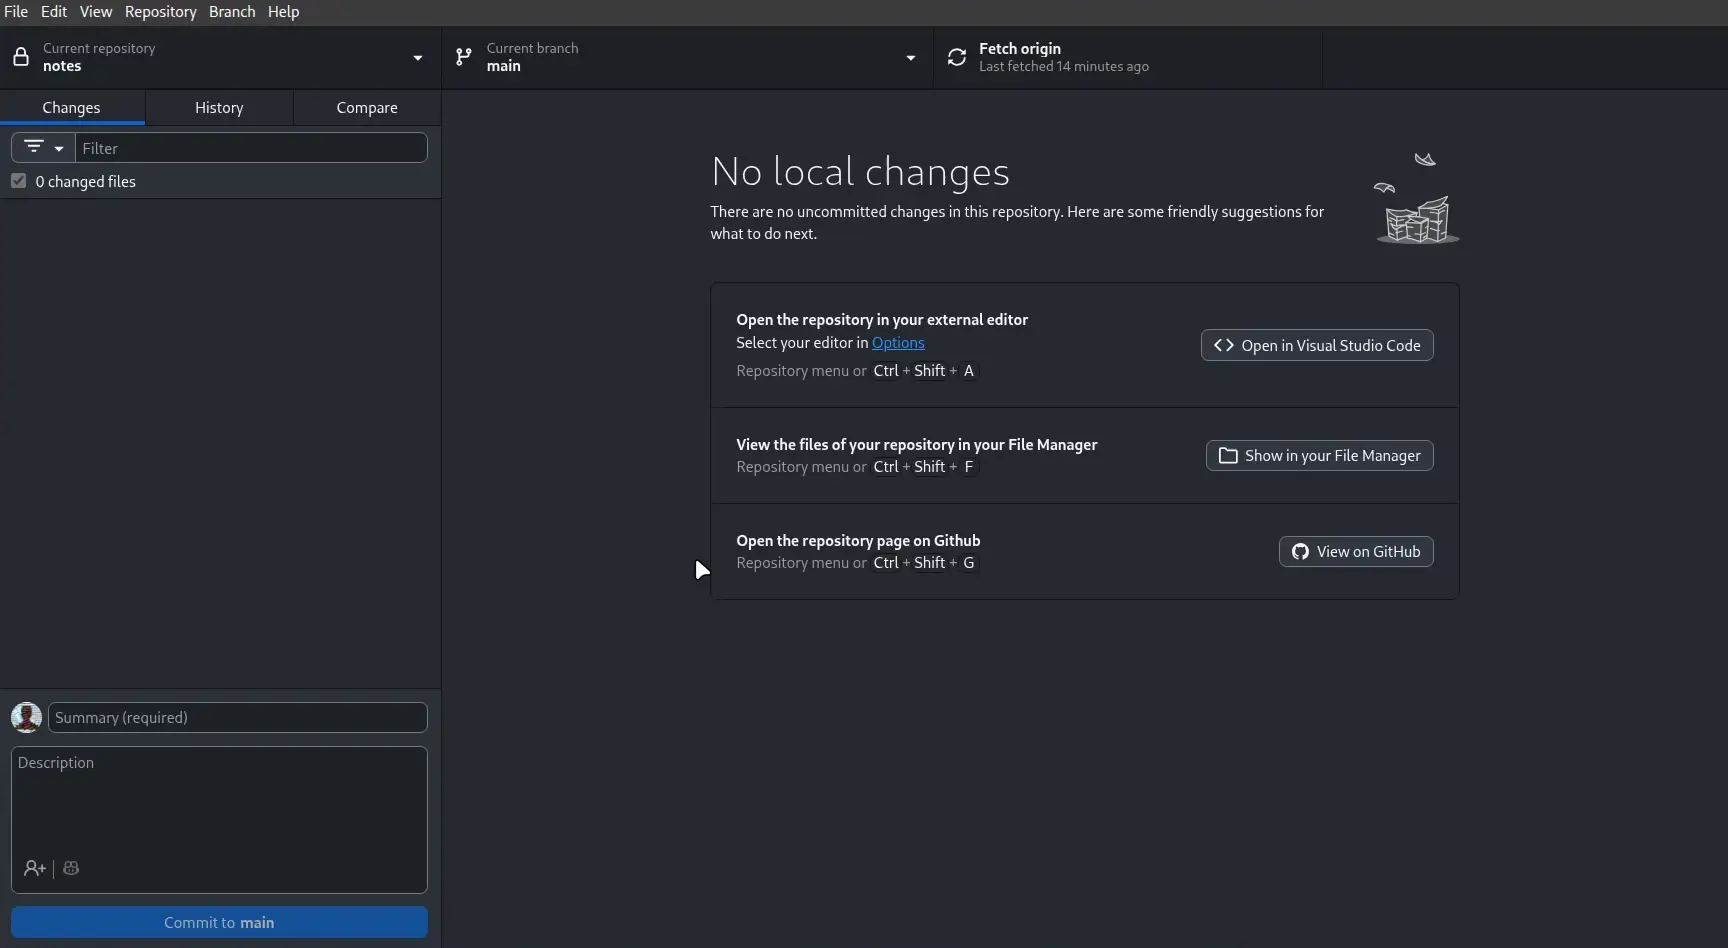 File Edit View Repository Branch Help
Current repository
notes
Current branch
main
Fetch origin
Last fetched 14 minutes ago
Changes
History
Compare
Filter
0 changed files
No local changes
There are no uncommitted changes in this repository. Here are some friendly suggestions for
what to do next.
Open the repository in your external editor
Select your editor in Options
Repository menu or Ctrl + Shift + A
Open in Visual Studio Code
View the files of your repository in your File Manager
Repository menu or Ctrl + Shift + F
Show in your File Manager
Open the repository page on Github
Repository menu or Ctrl + Shift + G
View on GitHub
Summary (required)
Description
Commit to main